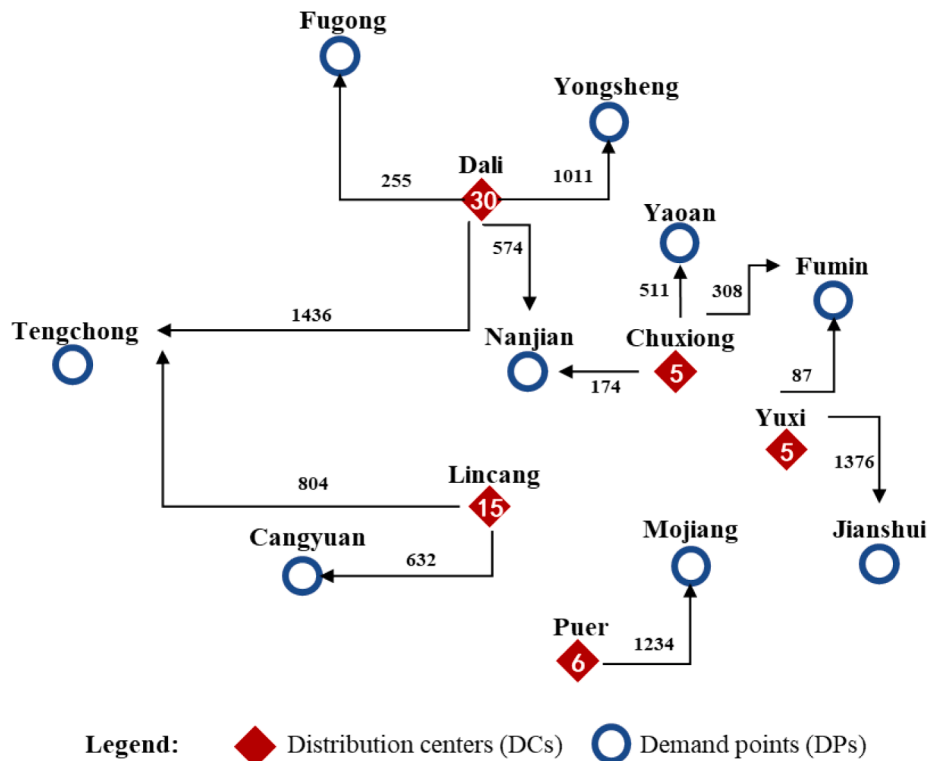 Fugong
Yongsheng
Dali
255
30
1011
Yaoan
574
Fumin
511
308
1436
Tengchong
Nanjian
Chuxiong
174
5
87
Yuxi
5
1376
Lincang
804
15
Cangyuan
Mojiang
Jianshui
632
Puer
1234
6
Legend: Distribution centers (DCs) Demand points (DPs)